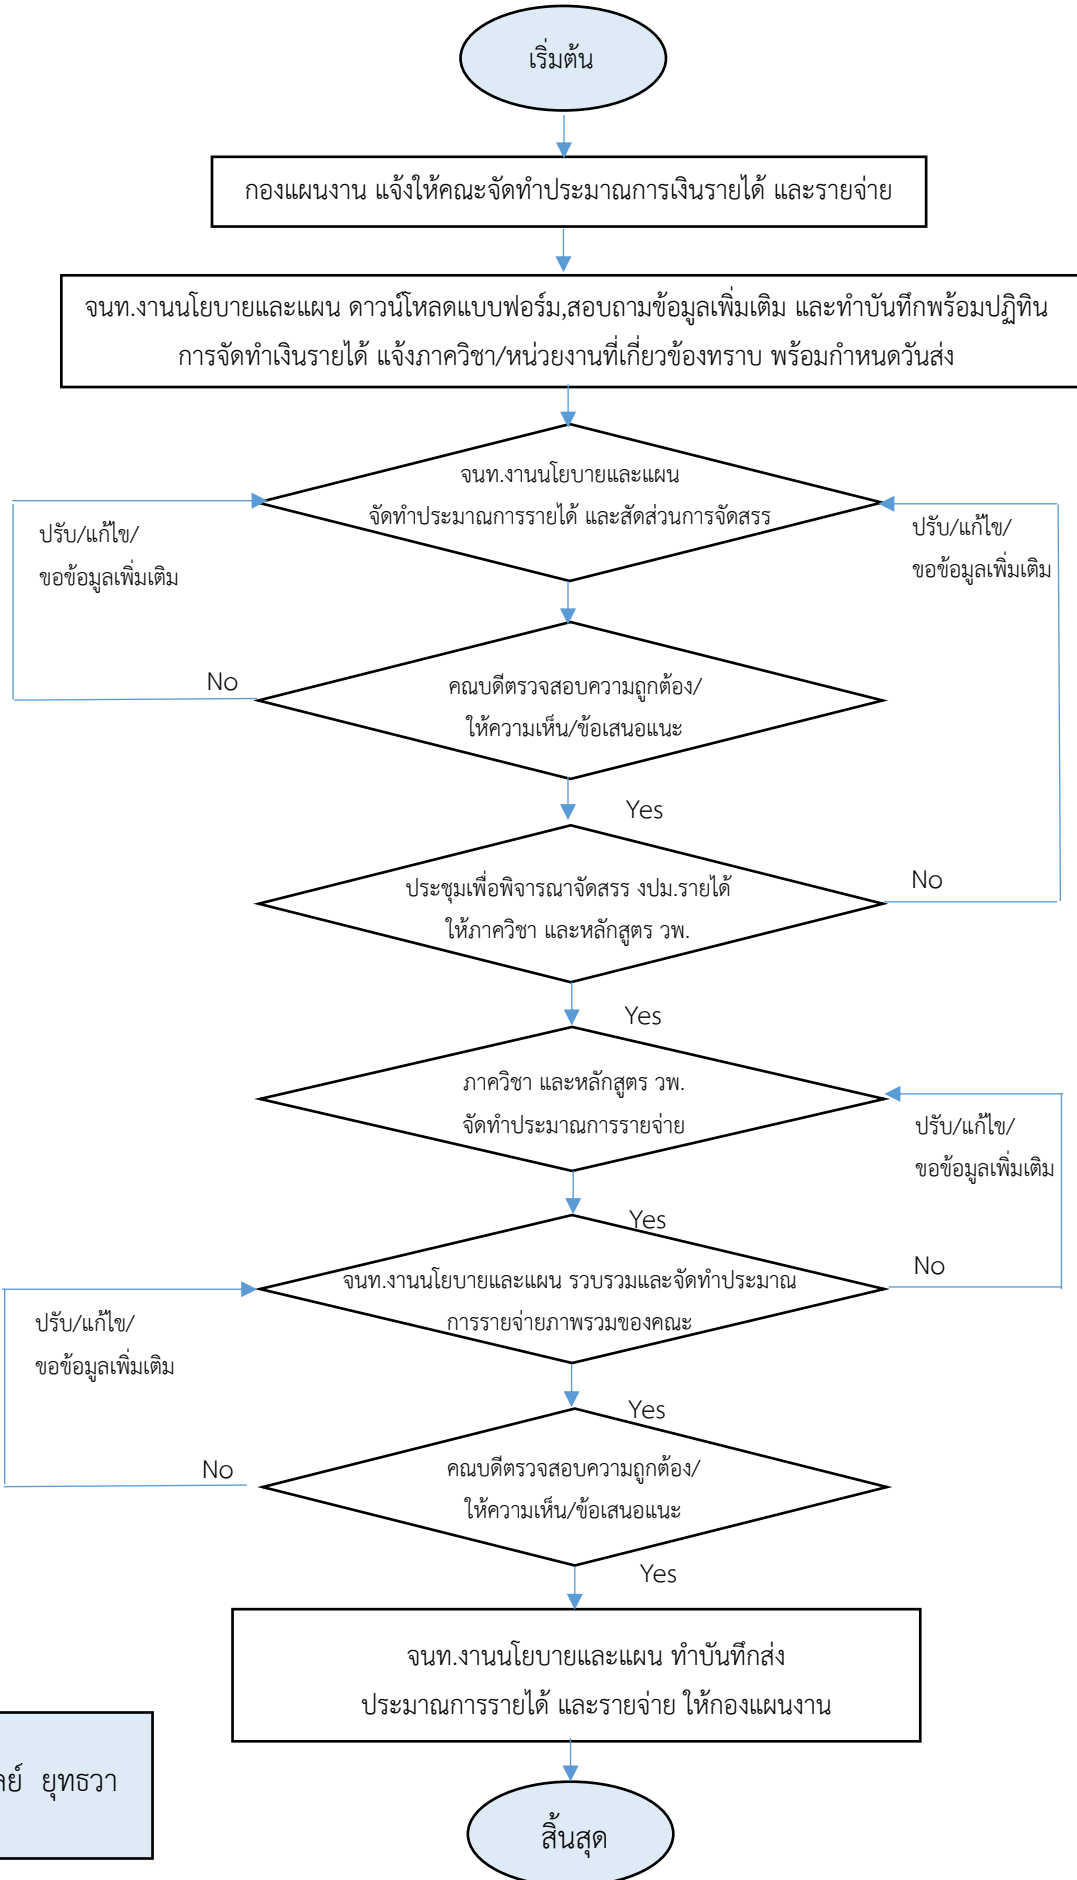 เริ่มต้น
กองแผนงาน แจ้งให้คณะจัดทำประมาณการเงินรายได้ และรายจ่าย
จนท.งานนโยบายและแผน ดาวน์โหลดแบบฟอร์ม,สอบถามข้อมูลเพิ่มเติม และทำบันทึกพร้อมปฏิทิน
การจัดทำเงินรายได้ แจ้งภาควิชา/หน่วยงานที่เกี่ยวข้องทราบ พร้อมกำหนดวันส่ง
จนท.งานนโยบายและแผน
จัดทำประมาณการรายได้ และสัดส่วนการจัดสรร
ปรับ/แก้ไข/
ขอข้อมูลเพิ่มเติม
ปรับ/แก้ไข/
ขอข้อมูลเพิ่มเติม
No
คณบดีตรวจสอบความถูกต้อง/
ให้ความเห็น/ข้อเสนอแนะ
Yes
ประชุมเพื่อพิจารณาจัดสรร งปม.รายได้
ให้ภาควิชา และหลักสูตร วพ.
No
Yes
ภาควิชา และหลักสูตร วพ.
จัดทำประมาณการรายจ่าย
ปรับ/แก้ไข/
ขอข้อมูลเพิ่มเติม
Yes
No
จนท.งานนโยบายและแผน รวบรวมและจัดทำประมาณ
การรายจ่ายภาพรวมของคณะ
ปรับ/แก้ไข/
ขอข้อมูลเพิ่มเติม
Yes
No
คณบดีตรวจสอบความถูกต้อง/
ให้ความเห็น/ข้อเสนอแนะ
Yes
จนท.งานนโยบายและแผน ทำบันทึกส่ง
ประมาณการรายได้ และรายจ่าย ให้กองแผนงาน
ยุทธวา
สิ้นสุด